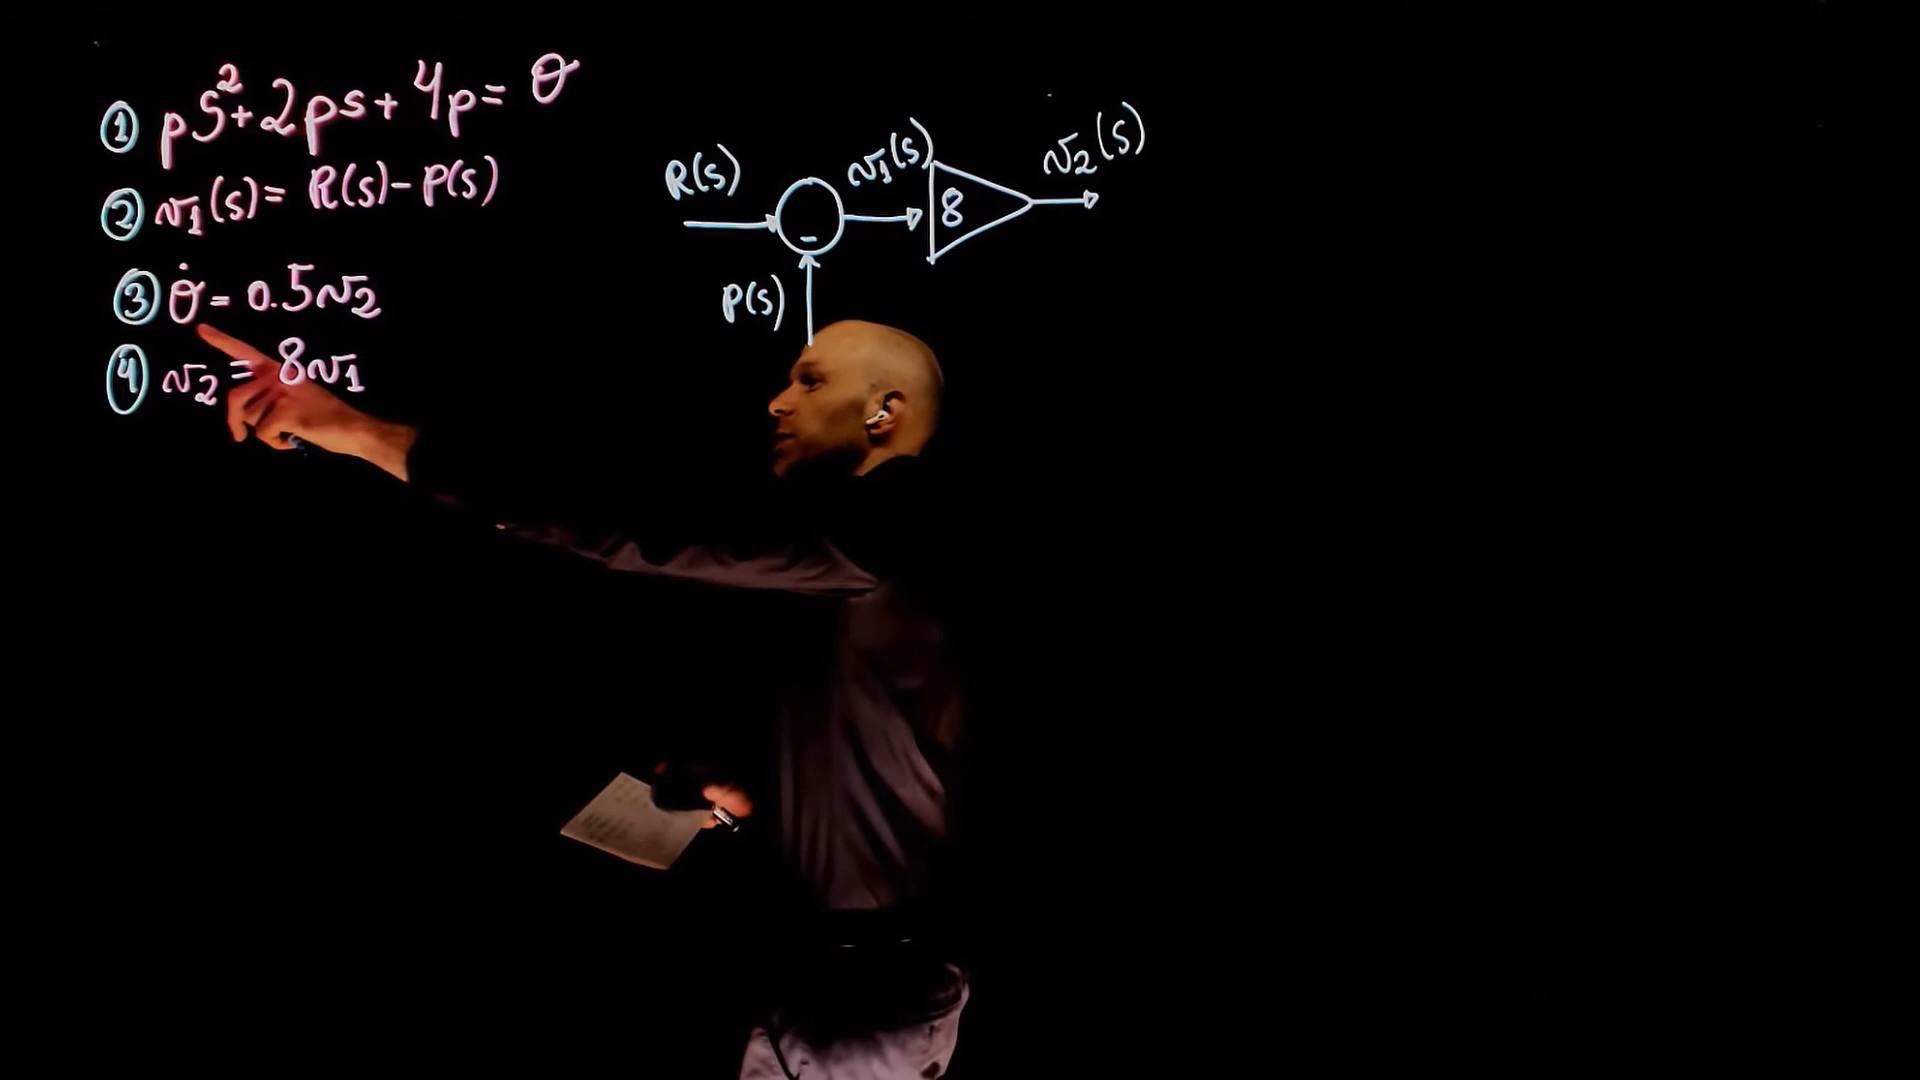 ① pS²+2ps+4p=θ
② v₁(s)= R(s)-P(s)
③ θ̇= 0.5v₂
④ v₂= 8v₁
R(s) v₁(s) v₂(s)
8
-
P(s)